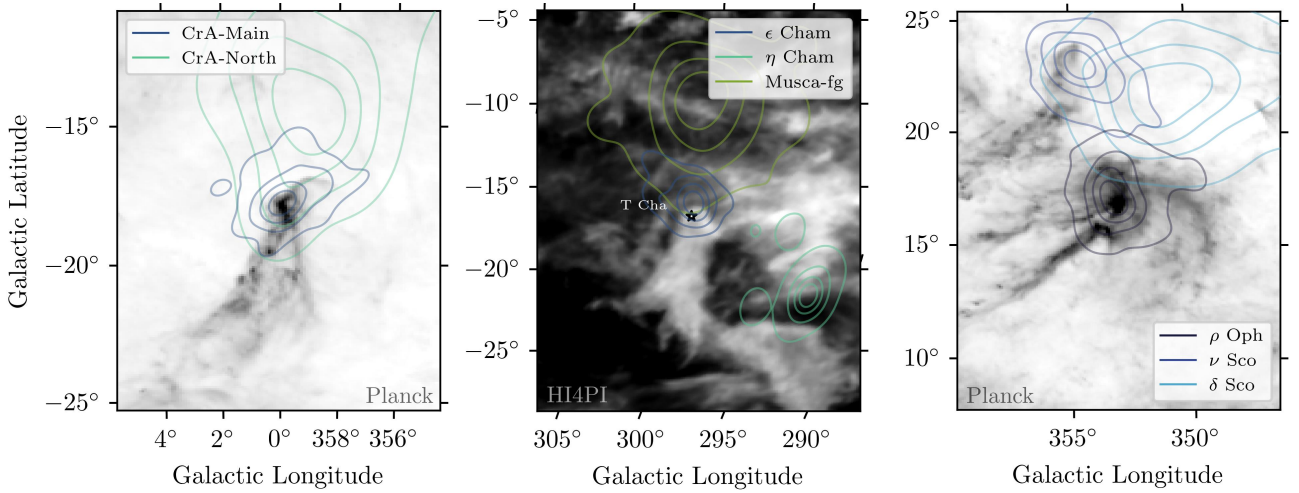 Galactic Latitude
CrA-Main
CrA-North
−15°
−20°
−25°
Planck
4°
2°
0°
358°
356°
Galactic Longitude
ϵ Cham
η Cham
Musca-fg
−5°
−10°
−15°
−20°
−25°
T Cha
HI4PI
305°
300°
295°
290°
Galactic Longitude
25°
20°
15°
10°
ρ Oph
ν Sco
δ Sco
Planck
355°
350°
Galactic Longitude